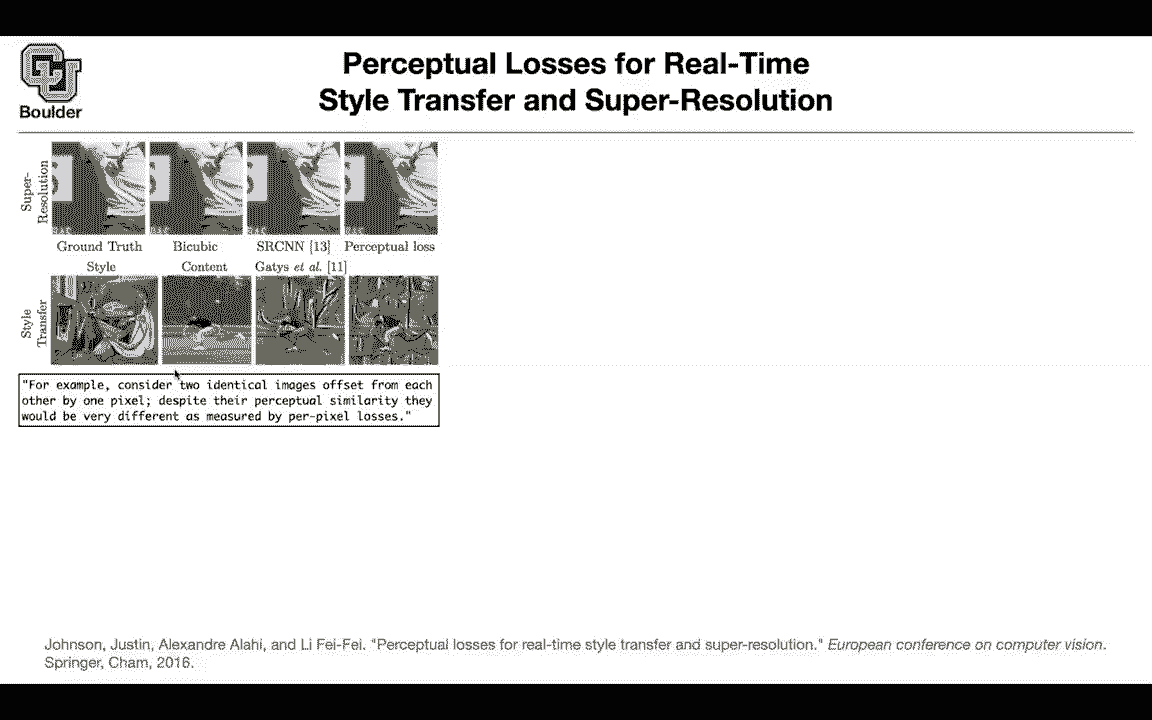 Boulder
Perceptual Losses for Real-Time
Style Transfer and Super-Resolution
Super-
Resolution
Ground Truth
Bicubic
SRCNN [13]
Perceptual loss
Style
Content
Gatys et al. [11]
Style
Transfer
"For example, consider two identical images offset from each
other by one pixel; despite their perceptual similarity they
would be very different as measured by per-pixel losses."
Johnson, Justin, Alexandre Alahi, and Li Fei-Fei. "Perceptual losses for real-time style transfer and super-resolution." European conference on computer vision.
Springer, Cham, 2016.